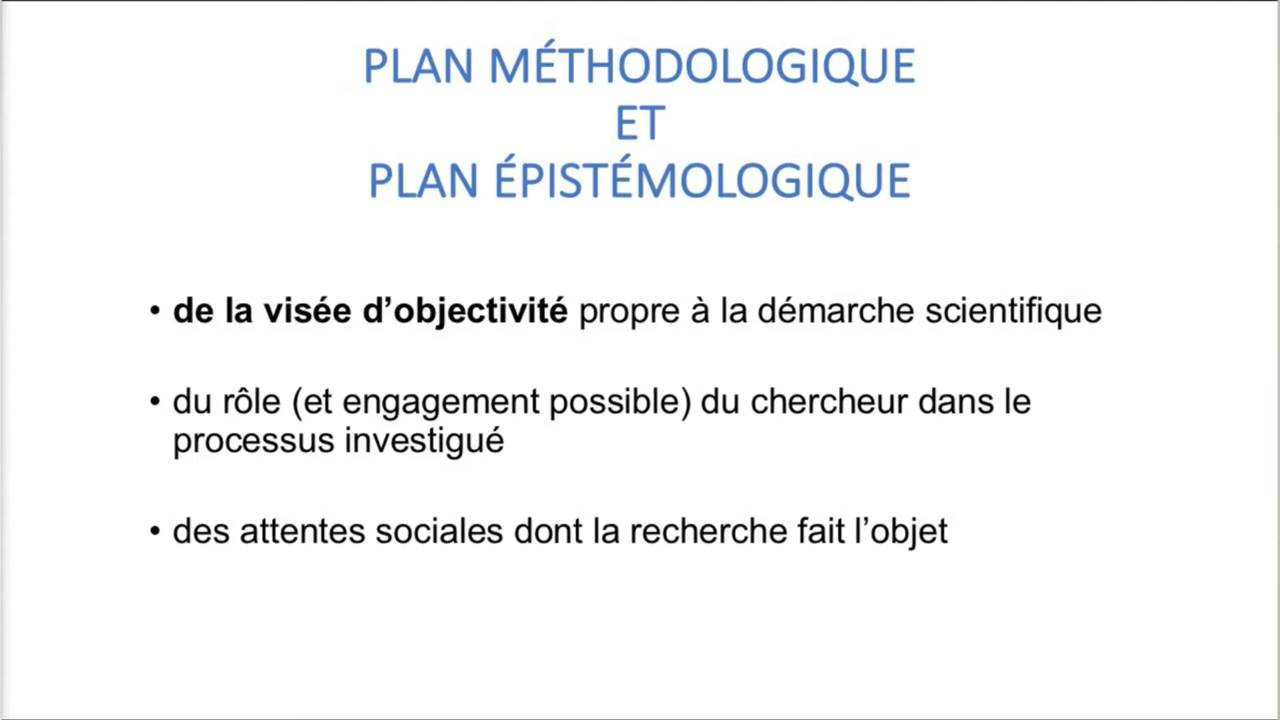 PLAN MÉTHODOLOGIQUE
ET
PLAN ÉPISTÉMOLOGIQUE
• de la visée d’objectivité propre à la démarche scientifique
• du rôle (et engagement possible) du chercheur dans le
processus investigué
• des attentes sociales dont la recherche fait l’objet